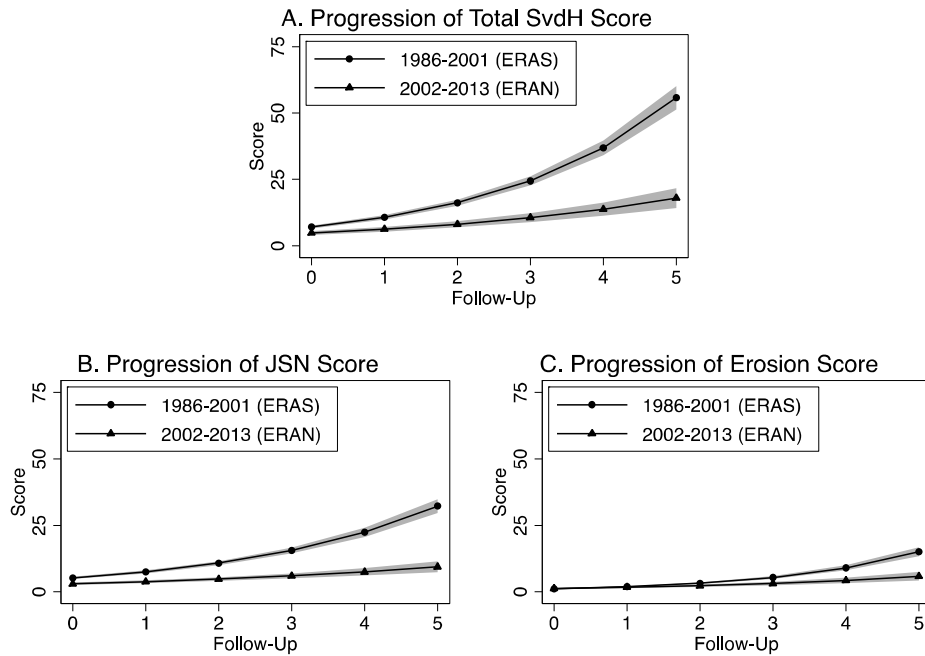 A. Progression of Total SvdH Score
75
50
25
0
Score
1986-2001 (ERAS)
2002-2013 (ERAN)
0 1 2 3 4 5
Follow-Up
B. Progression of JSN Score
75
50
25
0
Score
1986-2001 (ERAS)
2002-2013 (ERAN)
0 1 2 3 4 5
Follow-Up
C. Progression of Erosion Score
75
50
25
0
Score
1986-2001 (ERAS)
2002-2013 (ERAN)
0 1 2 3 4 5
Follow-Up